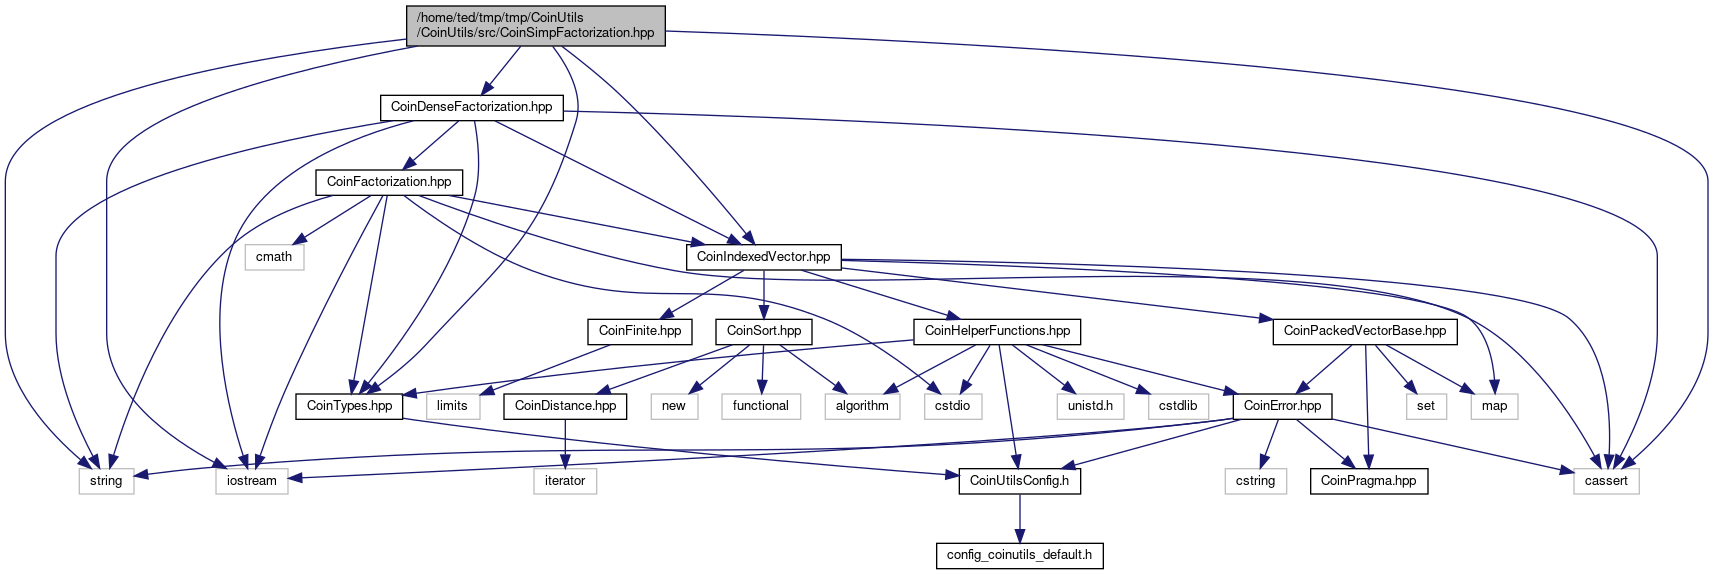 /home/ted/tmp/tmp/CoinUtils
/CoinUtils/src/CoinSimpFactorization.hpp
CoinDenseFactorization.hpp
CoinFactorization.hpp
cmath
CoinIndexedVector.hpp
CoinFinite.hpp
CoinSort.hpp
CoinHelperFunctions.hpp
CoinPackedVectorBase.hpp
CoinTypes.hpp
limits
CoinDistance.hpp
new
functional
algorithm
cstdio
unistd.h
cstdlib
CoinError.hpp
set
map
string
iostream
iterator
CoinUtilsConfig.h
cstring
CoinPragma.hpp
cassert
config_coinutils_default.h